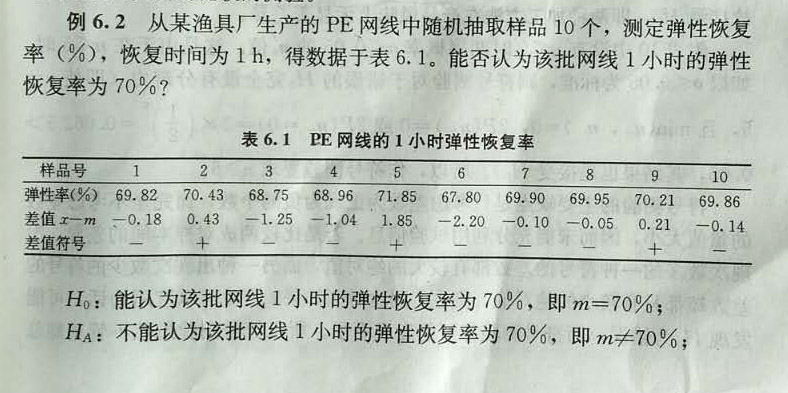 例 6.2 从某渔具厂生产的 PE 网线中随机抽取样品 10 个，测定弹性恢复
率（%），恢复时间为 1 h，得数据于表 6.1。能否认为该批网线 1 小时的弹性
恢复率为 70%？
表 6.1 PE 网线的 1 小时弹性恢复率
样品号 1 2 3 4 5 6 7 8 9 10
弹性率(%) 69.82 70.43 68.75 68.96 71.85 67.80 69.90 69.95 70.21 69.86
差值 x−m −0.18 0.43 −1.25 −1.04 1.85 −2.20 −0.10 −0.05 0.21 −0.14
差值符号 − + − − + − − − + −
H₀：能认为该批网线 1 小时的弹性恢复率为 70%，即 m=70%；
H_A：不能认为该批网线 1 小时的弹性恢复率为 70%，即 m≠70%；